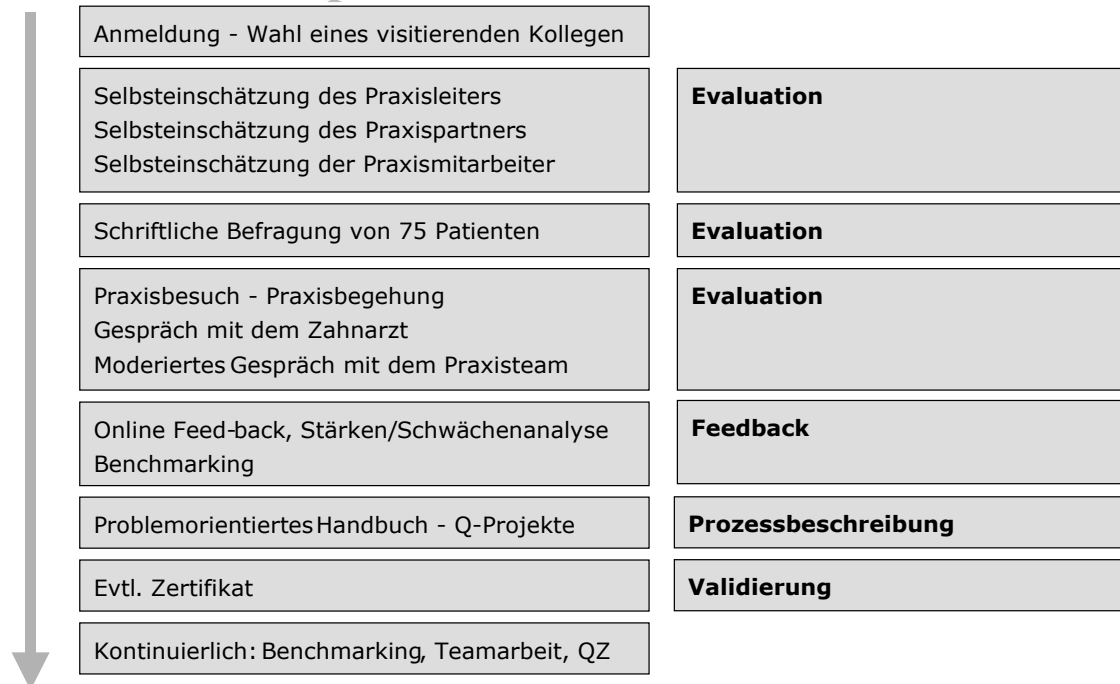 Anmeldung - Wahl eines visitierenden Kollegen
Selbsteinschätzung des Praxisleiters
Selbsteinschätzung des Praxispartners
Selbsteinschätzung der Praxismitarbeiter
Evaluation
Schriftliche Befragung von 75 Patienten
Evaluation
Praxisbesuch - Praxisbegehung
Gespräch mit dem Zahnarzt
Moderiertes Gespräch mit dem Praxisteam
Evaluation
Online Feed-back, Stärken/Schwächenanalyse
Benchmarking
Feedback
Problemorientiertes Handbuch - Q-Projekte
Prozessbeschreibung
Evtl. Zertifikat
Validierung
Kontinuierlich: Benchmarking, Teamarbeit, QZ